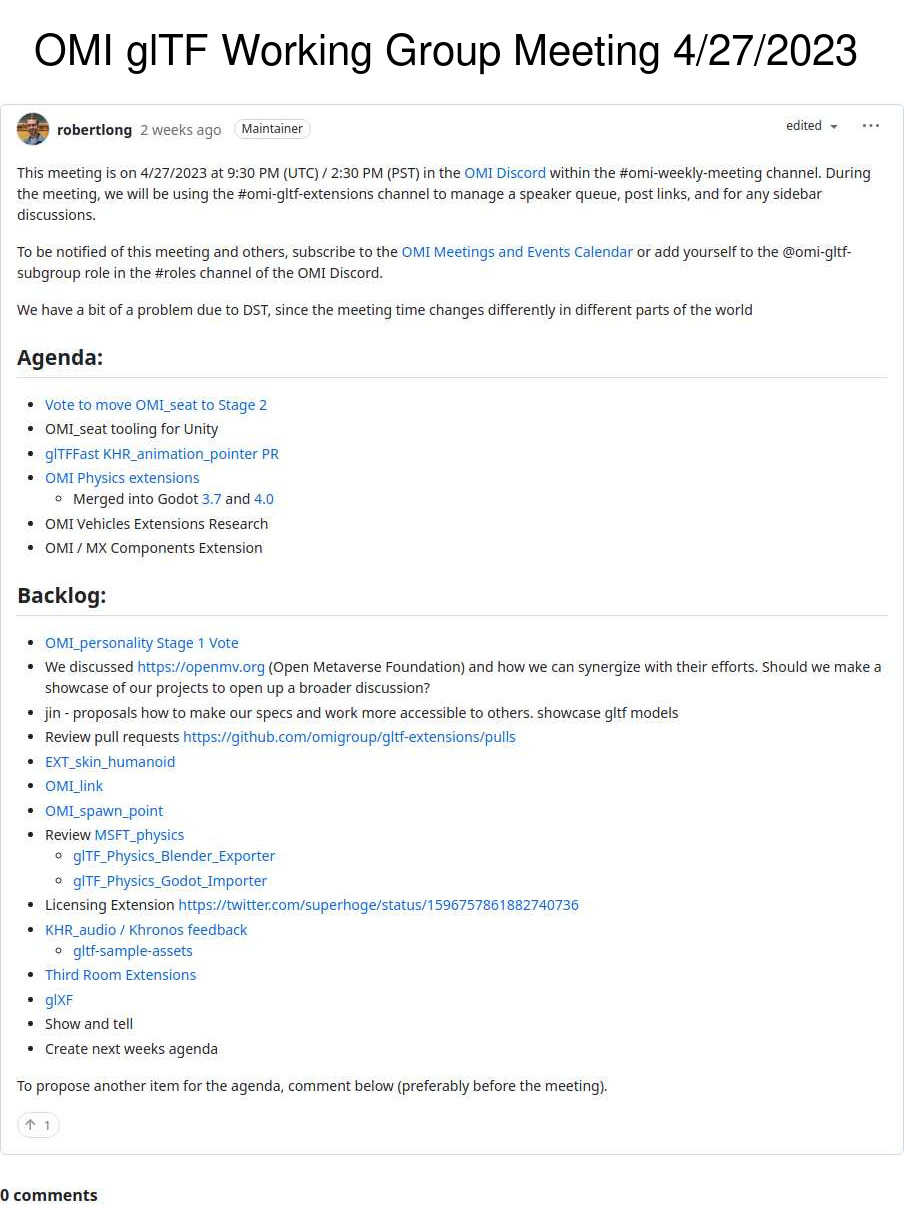 OMI glTF Working Group Meeting 4/27/2023
robertlong 2 weeks ago Maintainer edited
This meeting is on 4/27/2023 at 9:30 PM (UTC) / 2:30 PM (PST) in the OMI Discord within the #omi-weekly-meeting channel. During
the meeting, we will be using the #omi-gltf-extensions channel to manage a speaker queue, post links, and for any sidebar
discussions.
To be notified of this meeting and others, subscribe to the OMI Meetings and Events Calendar or add yourself to the @omi-gltf-
subgroup role in the #roles channel of the OMI Discord.
We have a bit of a problem due to DST, since the meeting time changes differently in different parts of the world
Agenda:
Vote to move OMI_seat to Stage 2
OMI_seat tooling for Unity
glTFFast KHR_animation_pointer PR
OMI Physics extensions
Merged into Godot 3.7 and 4.0
OMI Vehicles Extensions Research
OMI / MX Components Extension
Backlog:
OMI_personality Stage 1 Vote
We discussed https://openmv.org (Open Metaverse Foundation) and how we can synergize with their efforts. Should we make a
showcase of our projects to open up a broader discussion?
jin - proposals how to make our specs and work more accessible to others. showcase gltf models
Review pull requests https://github.com/omigroup/gltf-extensions/pulls
EXT_skin_humanoid
OMI_link
OMI_spawn_point
Review MSFT_physics
glTF_Physics_Blender_Exporter
glTF_Physics_Godot_Importer
Licensing Extension https://twitter.com/superhoge/status/1596757861882740736
KHR_audio / Khronos feedback
gltf-sample-assets
Third Room Extensions
glXF
Show and tell
Create next weeks agenda
To propose another item for the agenda, comment below (preferably before the meeting).
1
0 comments